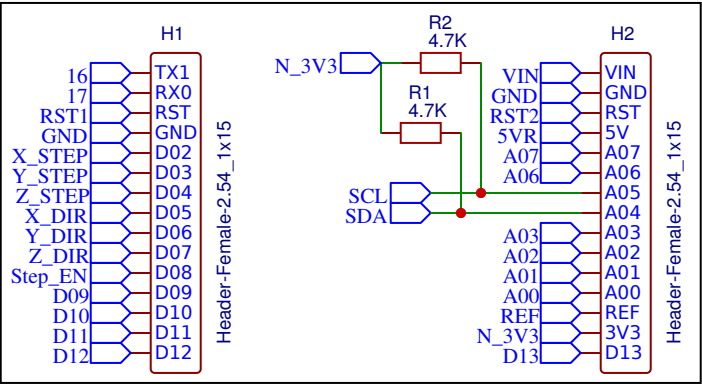 H1
16 TX1
17 RX0
RST1 RST
GND GND
X_STEP D02
Y_STEP D03
Z_STEP D04
X_DIR D05
Y_DIR D06
Z_DIR D07
Step_EN D08
D09 D09
D10 D10
D11 D11
D12 D12
Header-Female-2.54_1x15
R2
4.7K
N_3V3
R1
4.7K
SCL
SDA
H2
VIN VIN
GND GND
RST2 RST
5VR 5V
A07 A07
A06 A06
A05
A04
A03 A03
A02 A02
A01 A01
A00 A00
REF REF
N_3V3 3V3
D13 D13
Header-Female-2.54_1x15